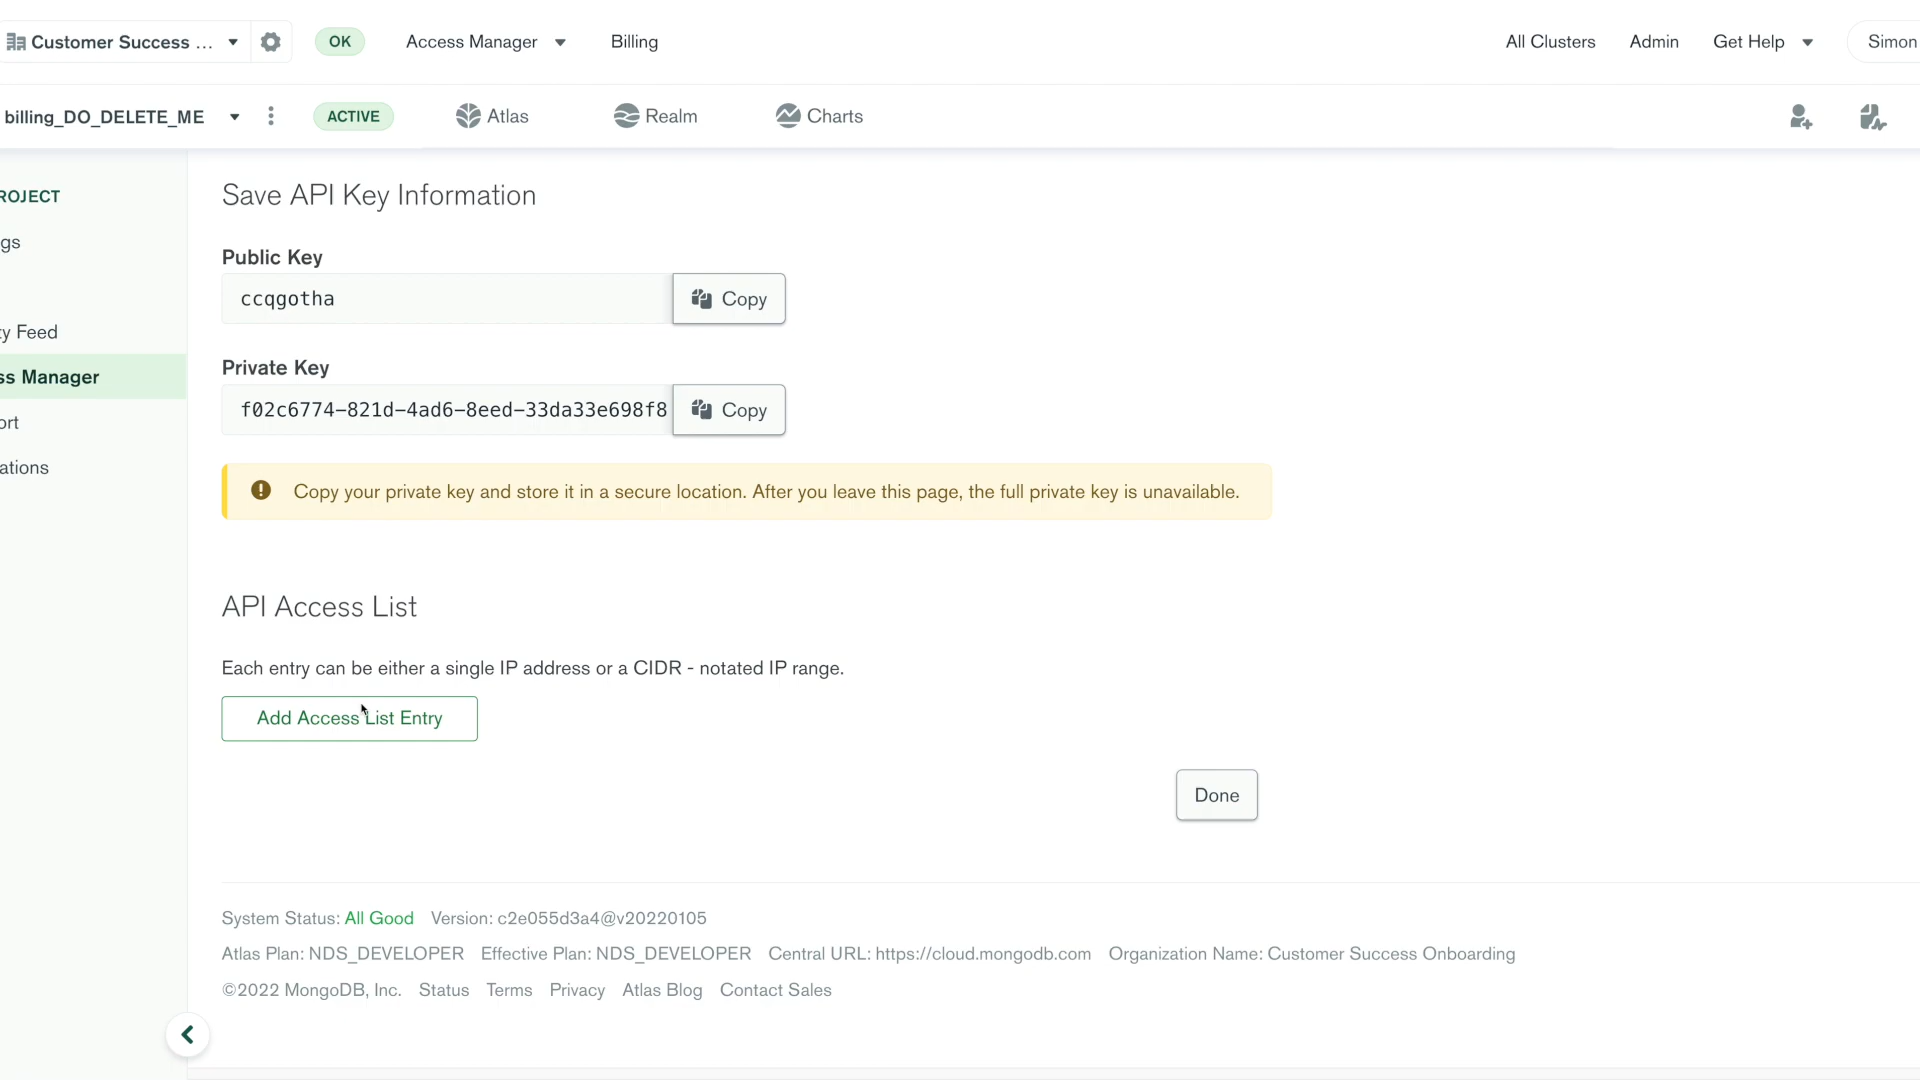 Customer Success ...
OK
Access Manager
Billing
All Clusters
Admin
Get Help
Simon
billing_DO_DELETE_ME
ACTIVE
Atlas
Realm
Charts
ROJECT
gs
ty Feed
ss Manager
ort
ations
Save API Key Information
Public Key
ccqgotha
Copy
Private Key
f02c6774-821d-4ad6-8eed-33da33e698f8
Copy
Copy your private key and store it in a secure location. After you leave this page, the full private key is unavailable.
API Access List
Each entry can be either a single IP address or a CIDR - notated IP range.
Add Access List Entry
Done
System Status: All Good Version: c2e055d3a4@v20220105
Atlas Plan: NDS_DEVELOPER Effective Plan: NDS_DEVELOPER Central URL: https://cloud.mongodb.com Organization Name: Customer Success Onboarding
©2022 MongoDB, Inc. Status Terms Privacy Atlas Blog Contact Sales